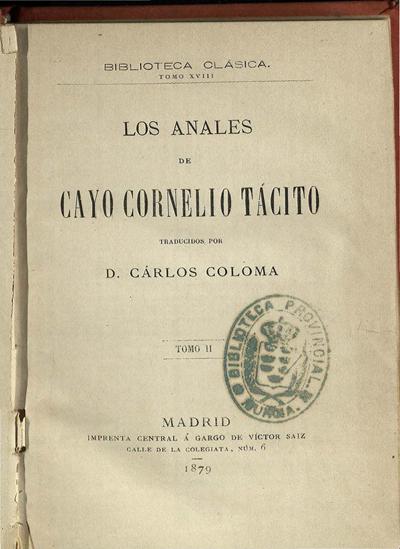 BIBLIOTECA CLÁSICA.
TOMO XVIII
LOS ANALES
DE
CAYO CORNELIO TÁCITO
TRADUCIDOS POR
D. CÁRLOS COLOMA
TOMO II
BIBLIOTECA PROVINCIAL.
MURCIA.
MADRID
IMPRENTA CENTRAL Á CARGO DE VÍCTOR SAIZ
CALLE DE LA COLEGIATA, NÚM. 6
1879